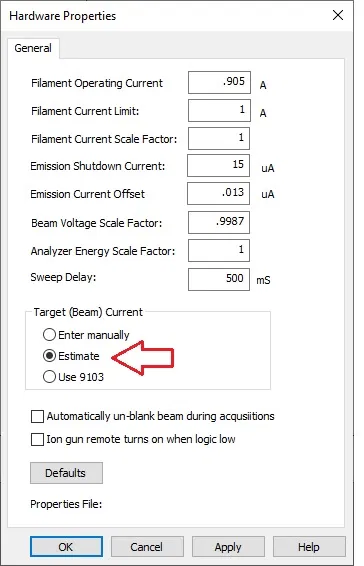 Hardware Properties
General
Filament Operating Current .905 A
Filament Current Limit: 1 A
Filament Current Scale Factor: 1
Emission Shutdown Current: 15 uA
Emission Current Offset .013 uA
Beam Voltage Scale Factor: .9987
Analyzer Energy Scale Factor: 1
Sweep Delay: 500 mS
Target (Beam) Current
Enter manually
Estimate
Use 9103
Automatically un-blank beam during acqusiitions
Ion gun remote turns on when logic low
Defaults
Properties File:
OK Cancel Apply Help